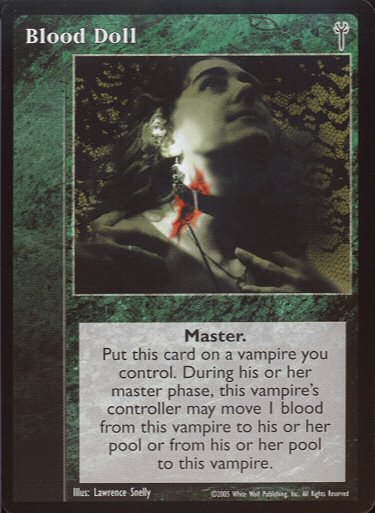 Blood Doll
Master.
Put this card on a vampire you
control. During his or her
master phase, this vampire's
controller may move 1 blood
from this vampire to his or her
pool or from his or her pool
to this vampire.
Illus: Lawrence Snelly
©2005 White Wolf Publishing, Inc. All Rights Reserved